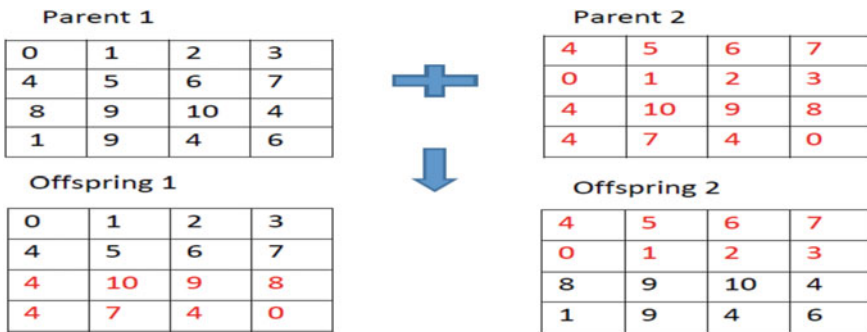 Parent 1
0 1 2 3
4 5 6 7
8 9 10 4
1 9 4 6
Parent 2
4 5 6 7
0 1 2 3
4 10 9 8
4 7 4 0
Offspring 1
0 1 2 3
4 5 6 7
4 10 9 8
4 7 4 0
Offspring 2
4 5 6 7
0 1 2 3
8 9 10 4
1 9 4 6